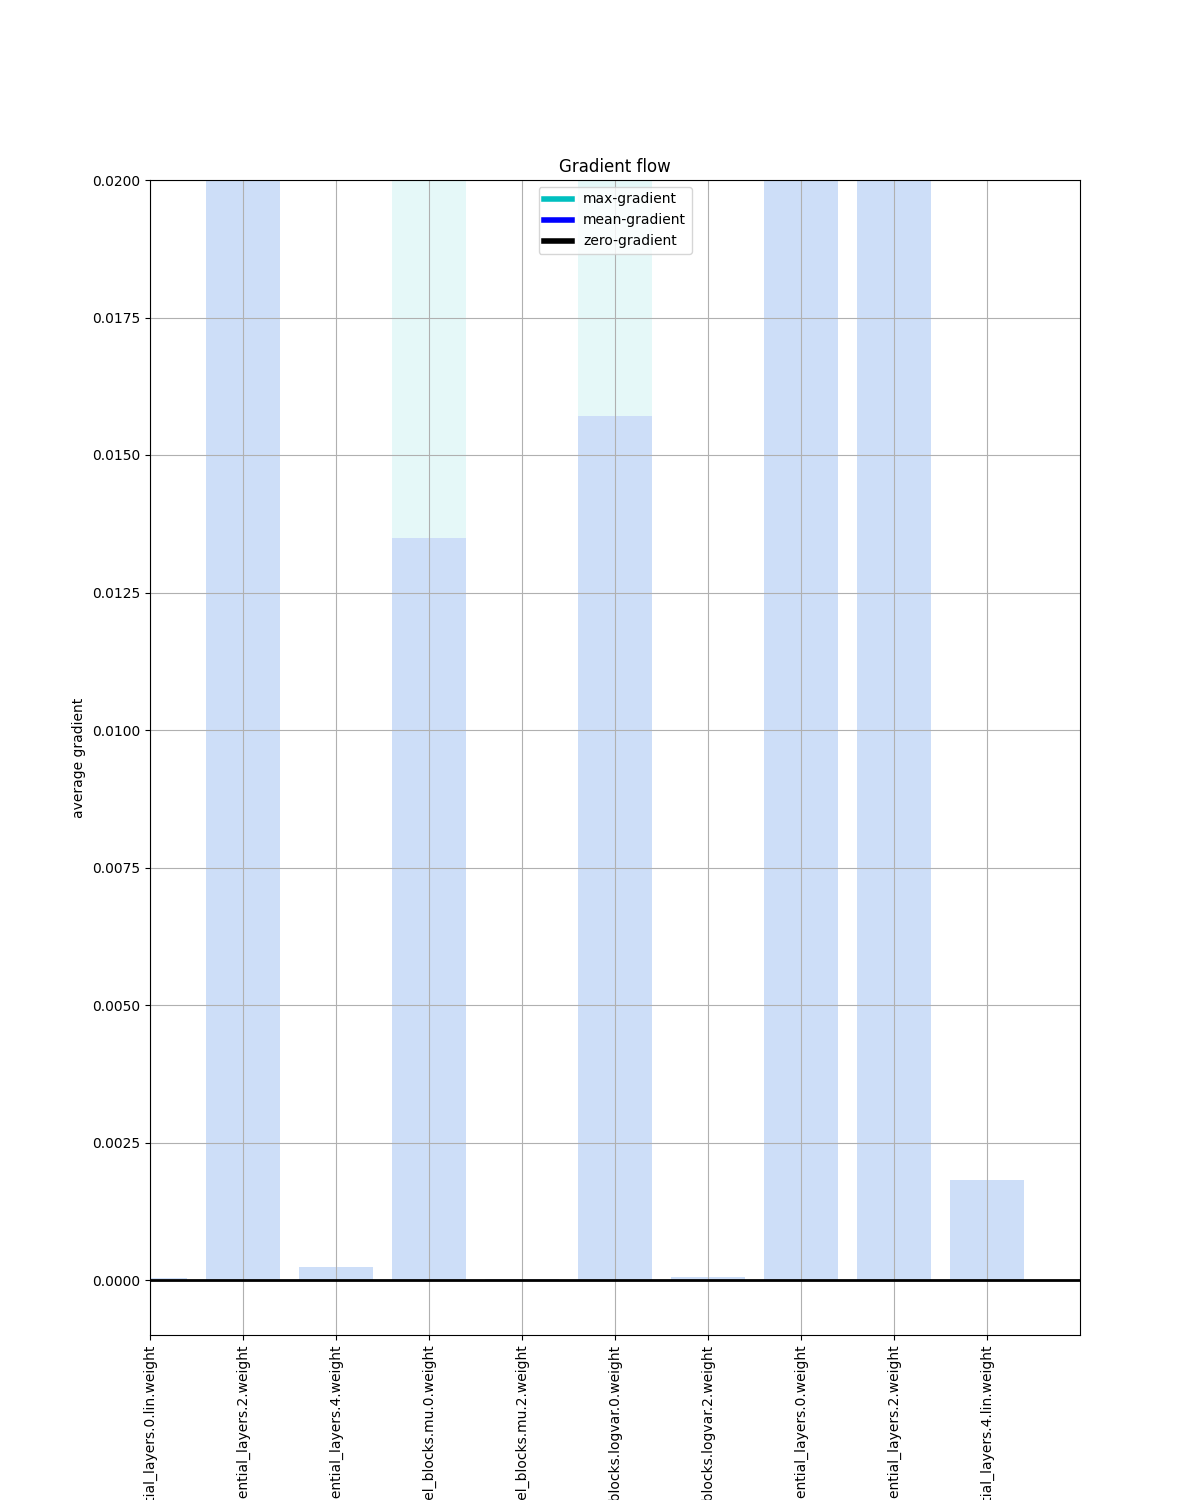 Gradient flow
max-gradient
mean-gradient
zero-gradient
0.0200
0.0175
0.0150
0.0125
0.0100
0.0075
0.0050
0.0025
0.0000
average gradient
tial_layers.0.lin.weight
ential_layers.2.weight
ential_layers.4.weight
el_blocks.mu.0.weight
el_blocks.mu.2.weight
blocks.logvar.0.weight
blocks.logvar.2.weight
ential_layers.0.weight
ential_layers.2.weight
tial_layers.4.lin.weight